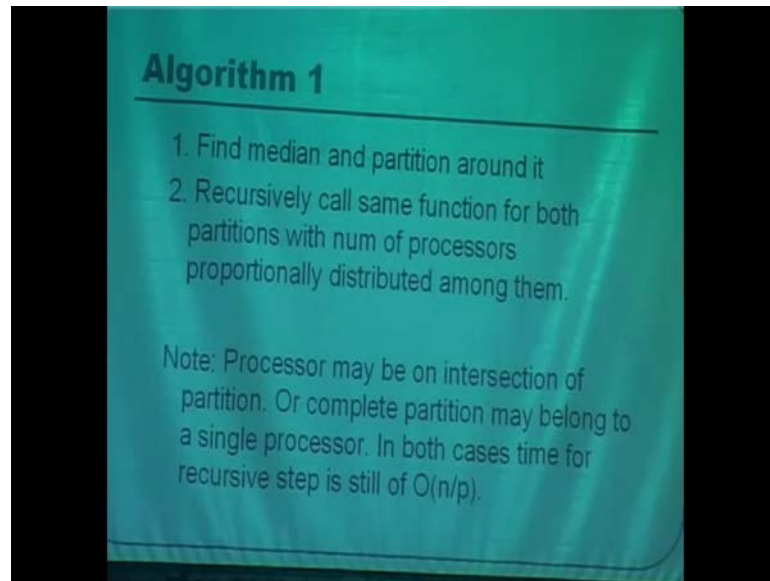 Algorithm 1
1. Find median and partition around it
2. Recursively call same function for both
partitions with num of processors
proportionally distributed among them.
Note: Processor may be on intersection of
partition. Or complete partition may belong to
a single processor. In both cases time for
recursive step is still of O(n/p).